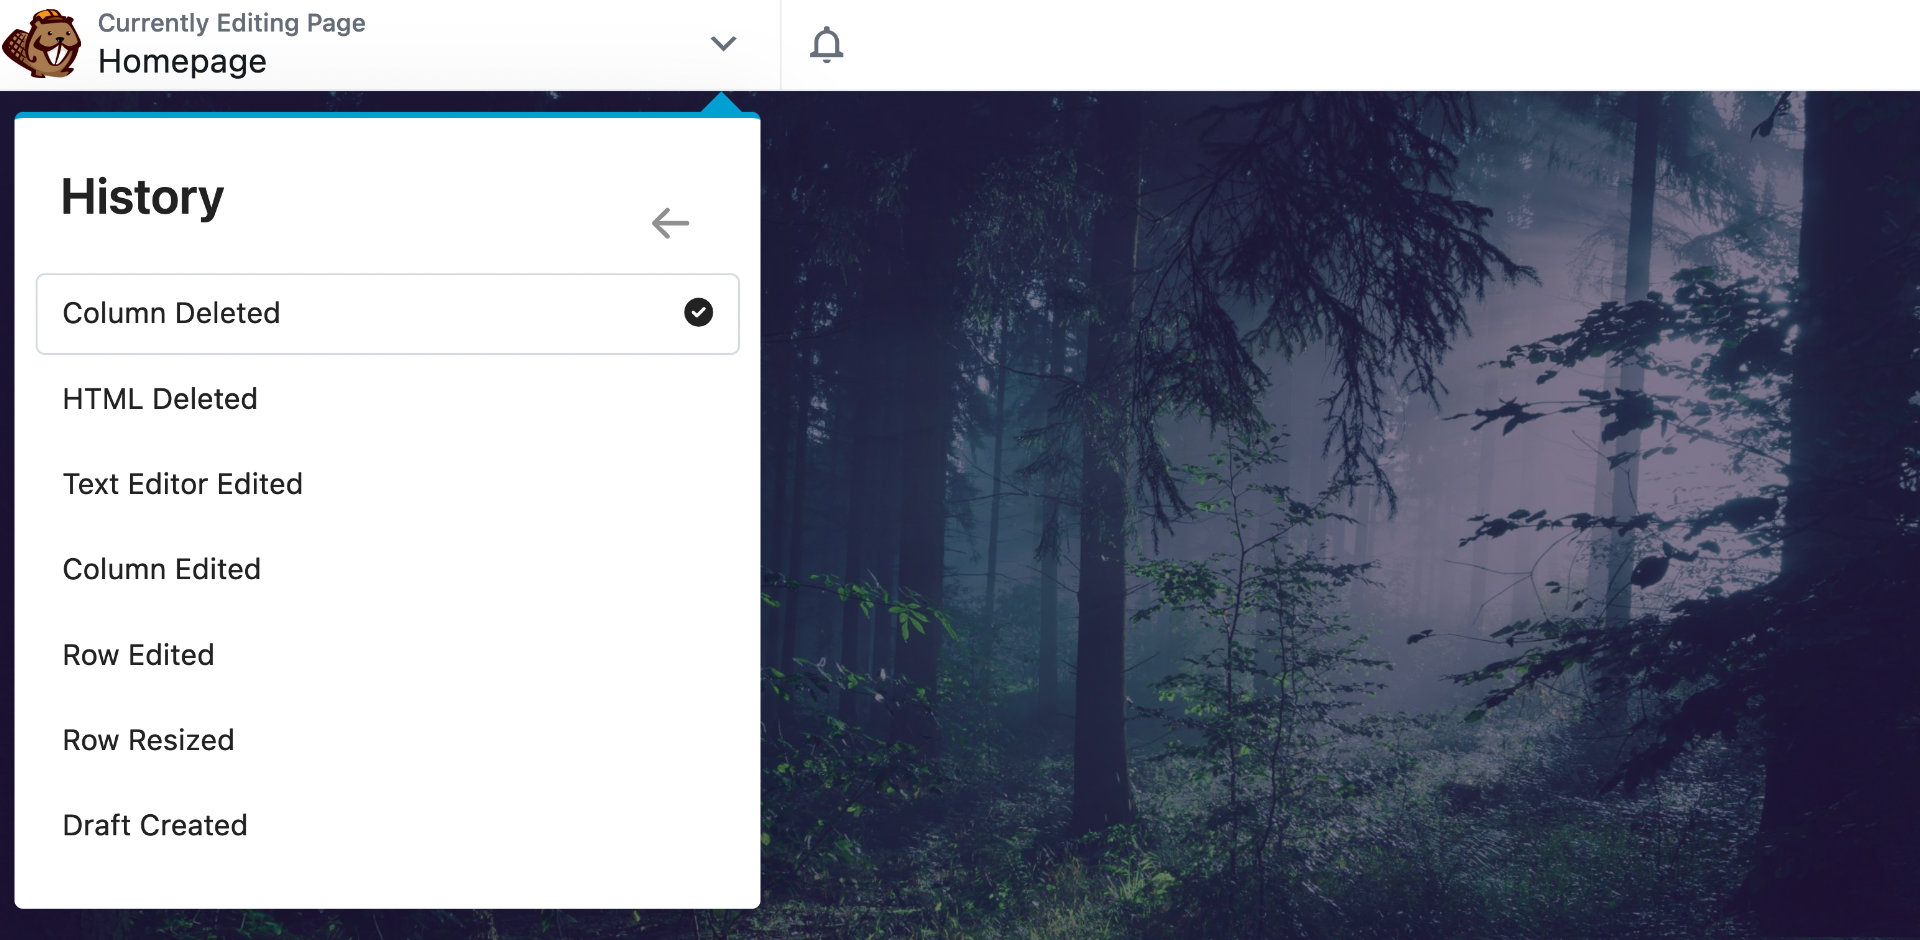 Currently Editing Page
Homepage
History
Column Deleted
HTML Deleted
Text Editor Edited
Column Edited
Row Edited
Row Resized
Draft Created